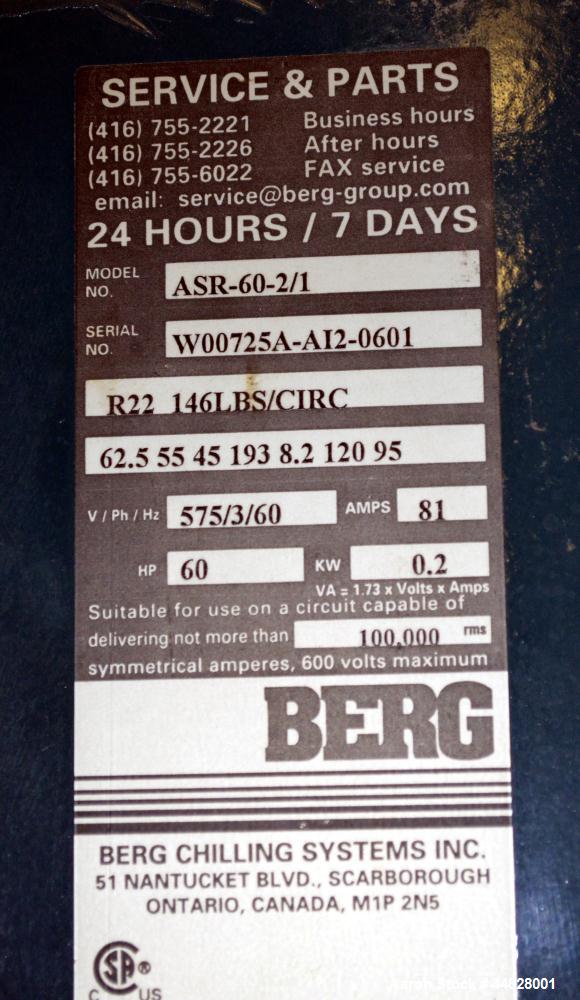 SERVICE & PARTS
(416) 755-2221 Business hours
(416) 755-2226 After hours
(416) 755-6022 FAX service
email: service@berg-group.com
24 HOURS / 7 DAYS
MODEL NO. ASR-60-2/1
SERIAL NO. W00725A-AI2-0601
R22 146LBS/CIRC
62.5 55 45 193 8.2 120 95
V / Ph / Hz 575/3/60 AMPS 81
HP 60 KW 0.2
VA = 1.73 x Volts x Amps
Suitable for use on a circuit capable of
delivering not more than 100,000 rms
symmetrical amperes, 600 volts maximum
BERG
BERG CHILLING SYSTEMS INC.
51 NANTUCKET BLVD., SCARBOROUGH
ONTARIO, CANADA, M1P 2N5
SA ®
C US
Aaron Stock # 44828001